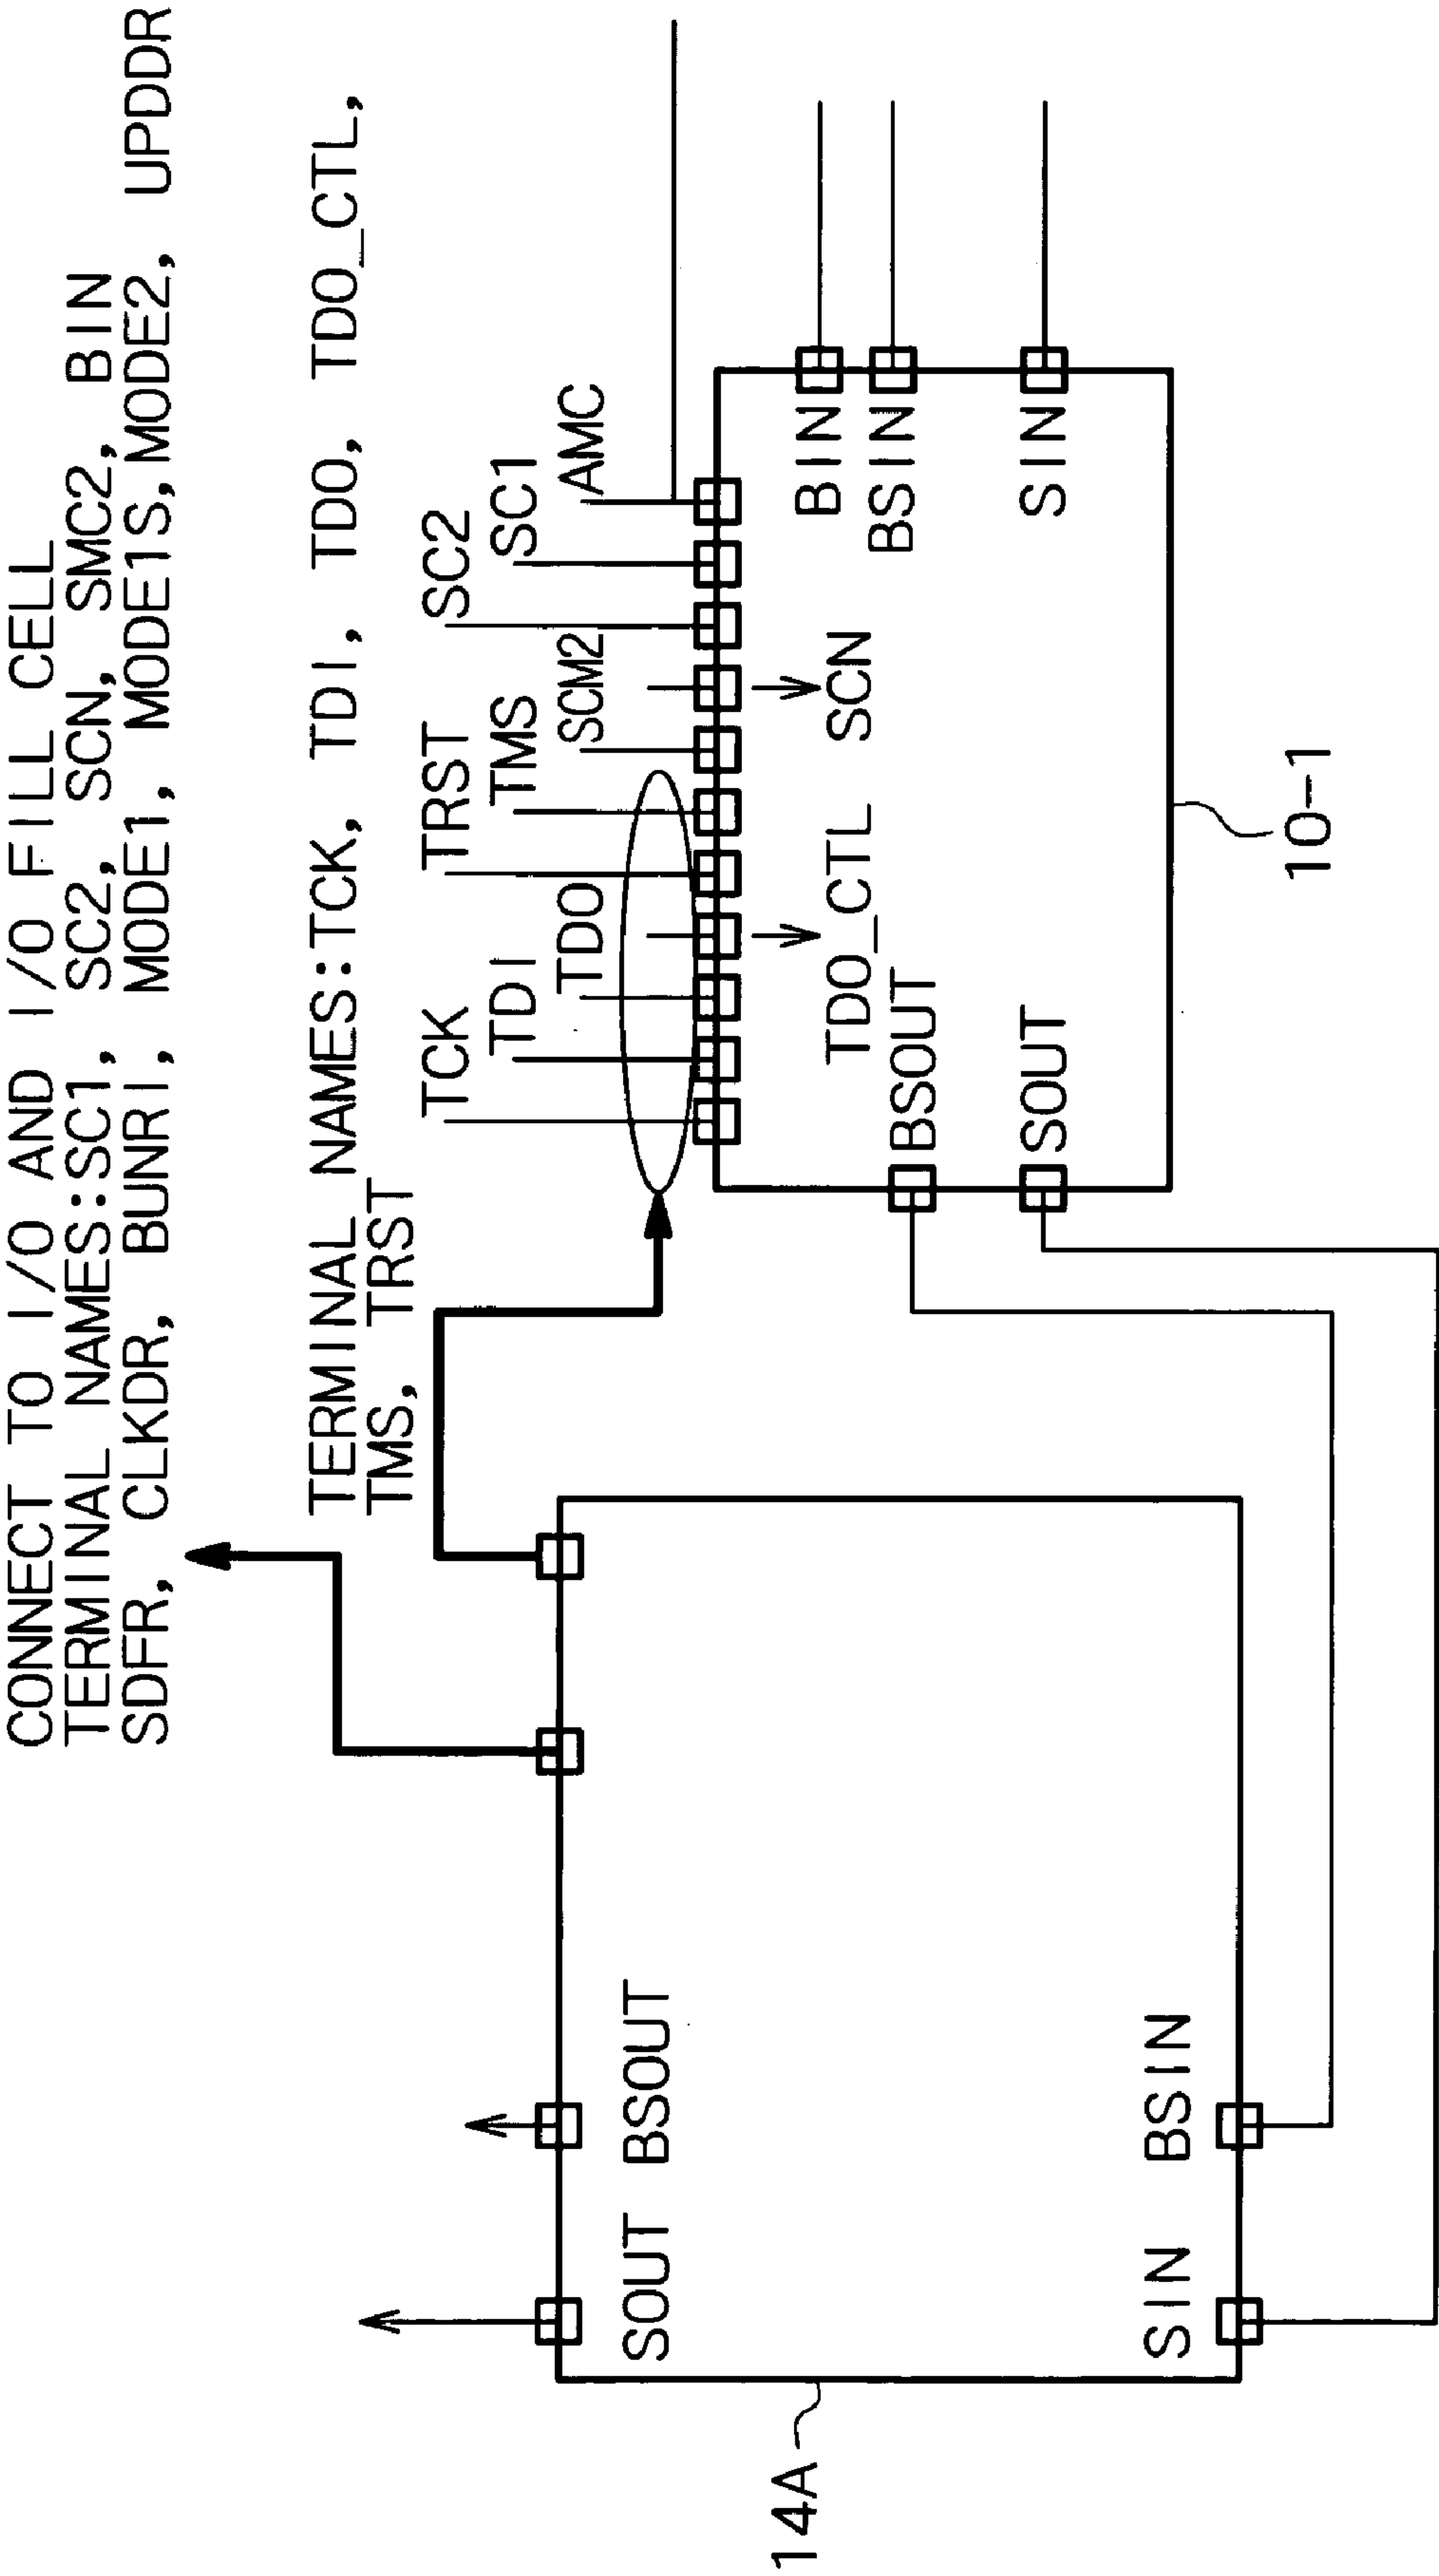 CONNECT TO I/O AND I/O FILL CELL
TERMINAL NAMES:SC1, SC2, SCN, SMC2, BIN
SDFR, CLKDR, BUNRI, MODE1, MODE1S,MODE2, UPDDR
TERMINAL NAMES:TCK, TDI, TDO, TDO_CTL,
TMS, TRST
TCK
TRST
SC2
TDI
TMS
SC1
TDO
SCM2
AMC
SOUT
BSOUT
TDO_CTL
SCN
BIN
BSOUT
BSIN
SOUT
SIN
SIN
BSIN
14A
10-1